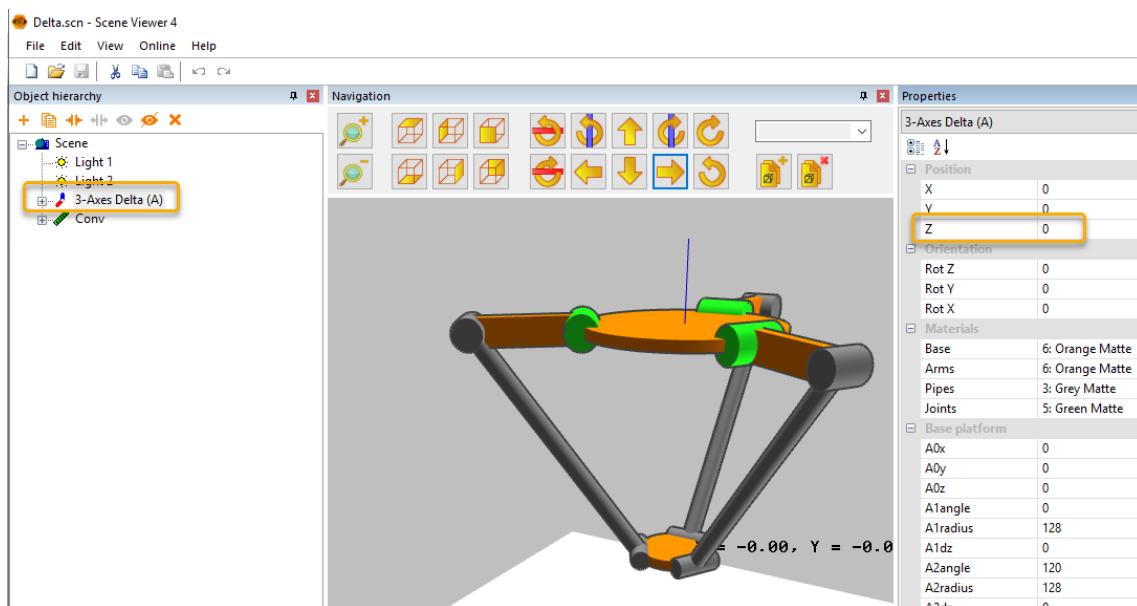 Delta.scn - Scene Viewer 4
File Edit View Online Help
Object hierarchy
Scene
Light 1
Light 2
3-Axes Delta (A)
Conv
Navigation
= -0.00, Y = -0.0
Properties
3-Axes Delta (A)
Position
X 0
Y 0
Z 0
Orientation
Rot Z 0
Rot Y 0
Rot X 0
Materials
Base 6: Orange Matte
Arms 6: Orange Matte
Pipes 3: Grey Matte
Joints 5: Green Matte
Base platform
A0x 0
A0y 0
A0z 0
A1angle 0
A1radius 128
A1dz 0
A2angle 120
A2radius 128
A2dz 0